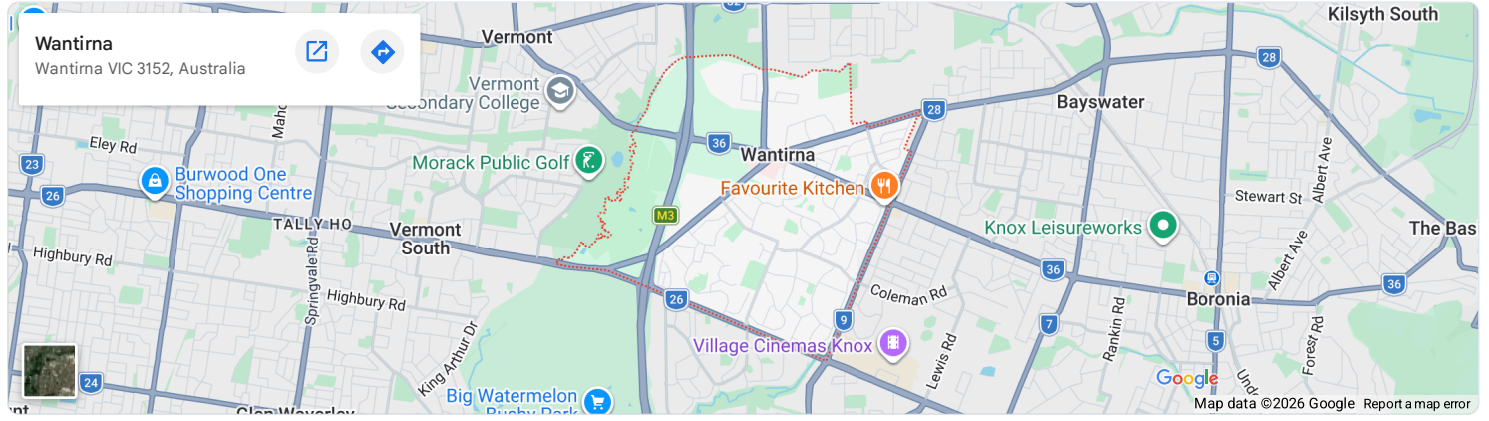 Wantirna
Wantirna VIC 3152, Australia
Vermont
32
Kilsyth South
28
Vermont
Secondary College
Bayswater
28
Eley Rd
36
Wantirna
Morack Public Golf
23
26
Burwood One
Shopping Centre
Favourite Kitchen
Albert Ave
Stewart St
M3
TALLY HO
Vermont
South
Knox Leisureworks
The Bas
Highbury Rd
Springvale Rd
Albert Ave
36
36
Highbury Rd
26
Coleman Rd
Boronia
9
7
Rankin Rd
5
Forest Rd
Village Cinemas Knox
King Arthur Dr
Lewis Rd
24
Google
Big Watermelon
Bushy Park
Glen Waverley
Map data ©2026 Google
Report a map error